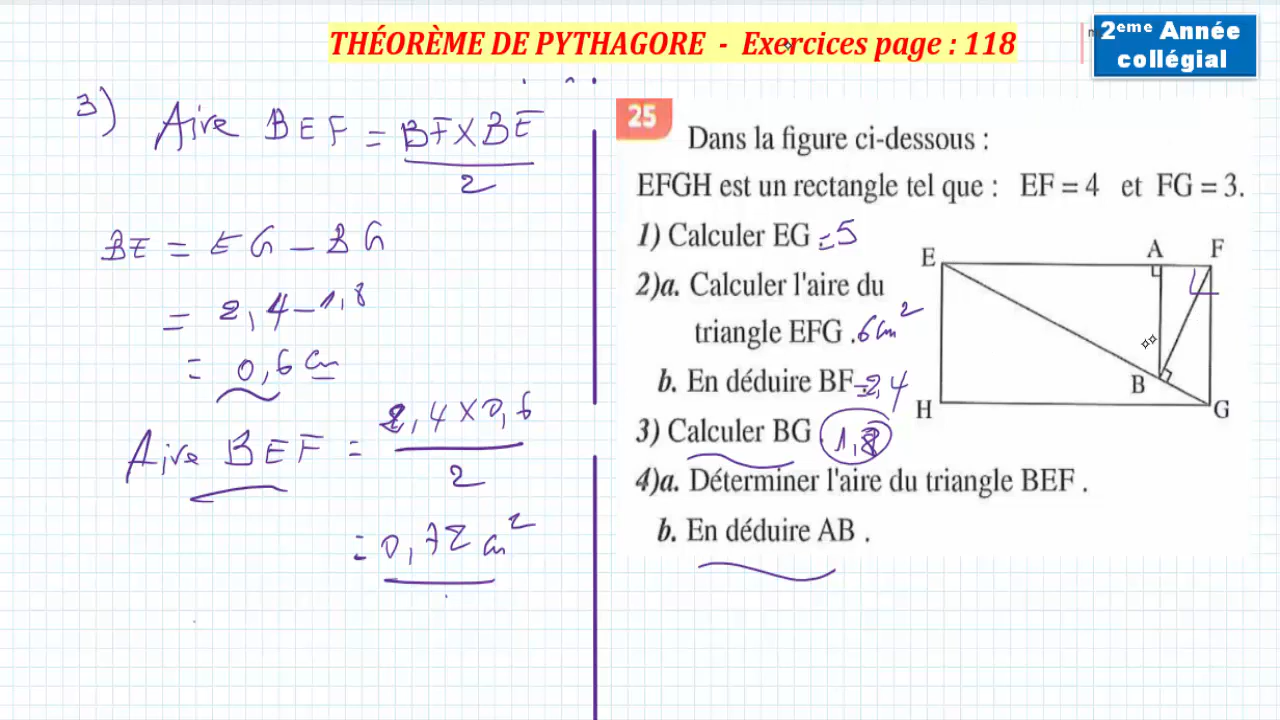 THÉORÈME DE PYTHAGORE - Exercices page : 118
2eme Année
collégial
3) Aire BEF = BF × BE
2
BE = EG - BG
= 2,4 - 1,8
= 0,6 cm
Aire BEF = 2,4 × 0,6
2
= 0,72 cm²
25
Dans la figure ci-dessous :
EFGH est un rectangle tel que : EF = 4 et FG = 3.
1) Calculer EG = 5
2)a. Calculer l'aire du
triangle EFG . 6 cm²
b. En déduire BF = 2,4
3) Calculer BG 1,8
4)a. Déterminer l'aire du triangle BEF .
b. En déduire AB .
E A F
B
H G